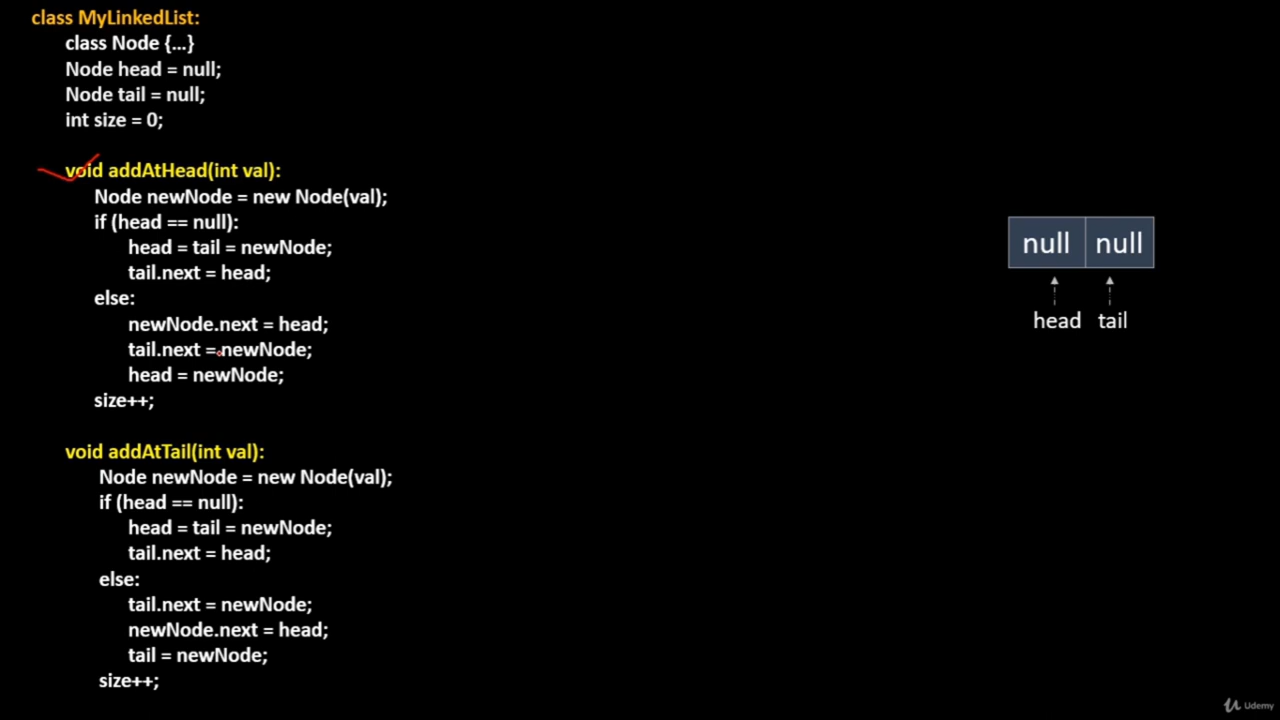 class MyLinkedList:
class Node {...}
Node head = null;
Node tail = null;
int size = 0;
void addAtHead(int val):
Node newNode = new Node(val);
if (head == null):
head = tail = newNode;
tail.next = head;
else:
newNode.next = head;
tail.next = newNode;
head = newNode;
size++;
void addAtTail(int val):
Node newNode = new Node(val);
if (head == null):
head = tail = newNode;
tail.next = head;
else:
tail.next = newNode;
newNode.next = head;
tail = newNode;
size++;
null null
head tail
Udemy